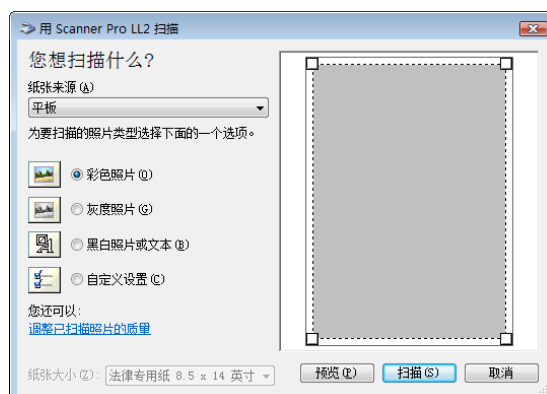 用 Scanner Pro LL2 扫描
您想扫描什么?
纸张来源(A)
平板
为要扫描的照片类型选择下面的一个选项。
彩色照片(O)
灰度照片(G)
黑白照片或文本(B)
自定义设置(C)
您还可以:
调整已扫描照片的质量
纸张大小(Z): 法律专用纸 8.5 x 14 英寸
预览(P) 扫描(S) 取消